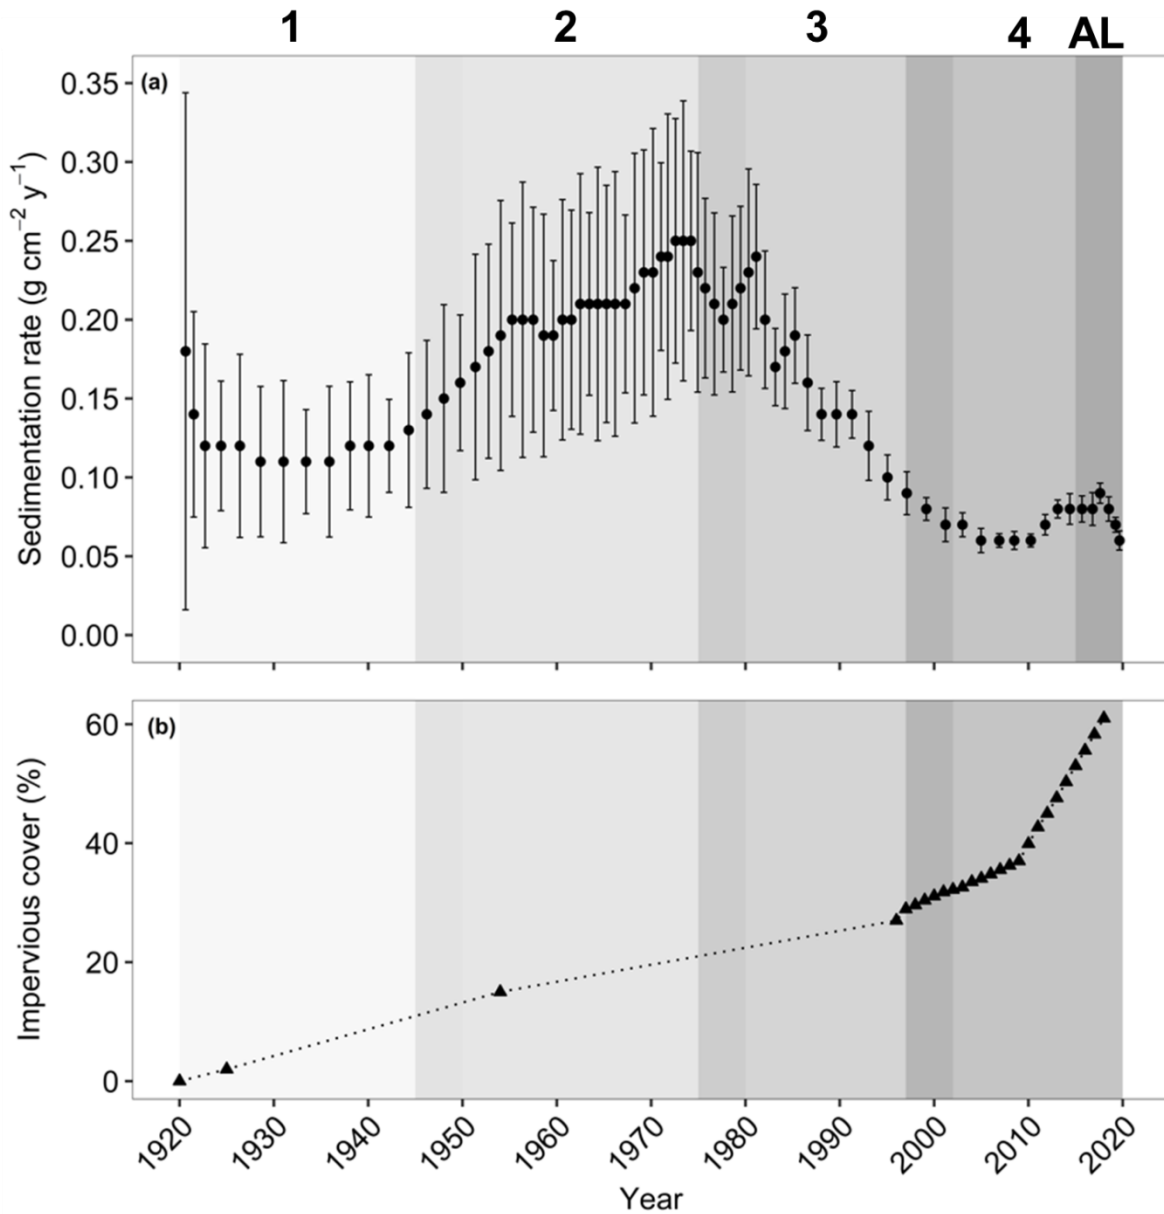 1 2 3 4 AL
(a)
0.35
0.30
0.25
0.20
0.15
0.10
0.05
0.00
Sedimentation rate (g cm⁻² y⁻¹)
(b)
60
40
20
0
Impervious cover (%)
1920 1930 1940 1950 1960 1970 1980 1990 2000 2010 2020
Year